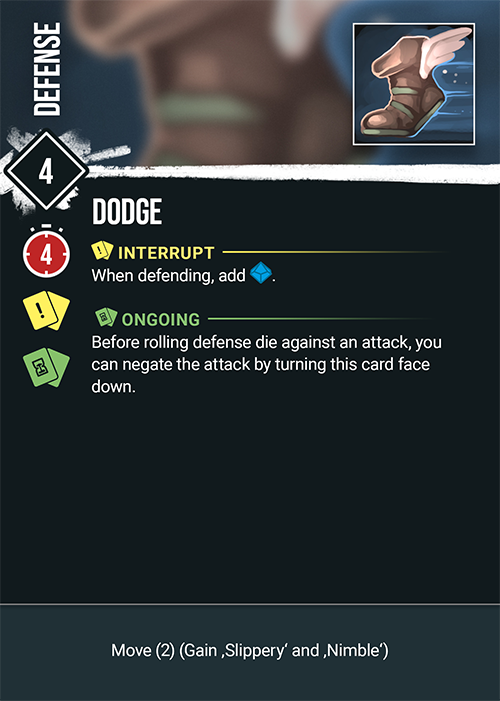 DEFENSE
4
DODGE
4
INTERRUPT
When defending, add .
ONGOING
Before rolling defense die against an attack, you
can negate the attack by turning this card face
down.
Move (2) (Gain ‚Slippery‘ and ‚Nimble‘)